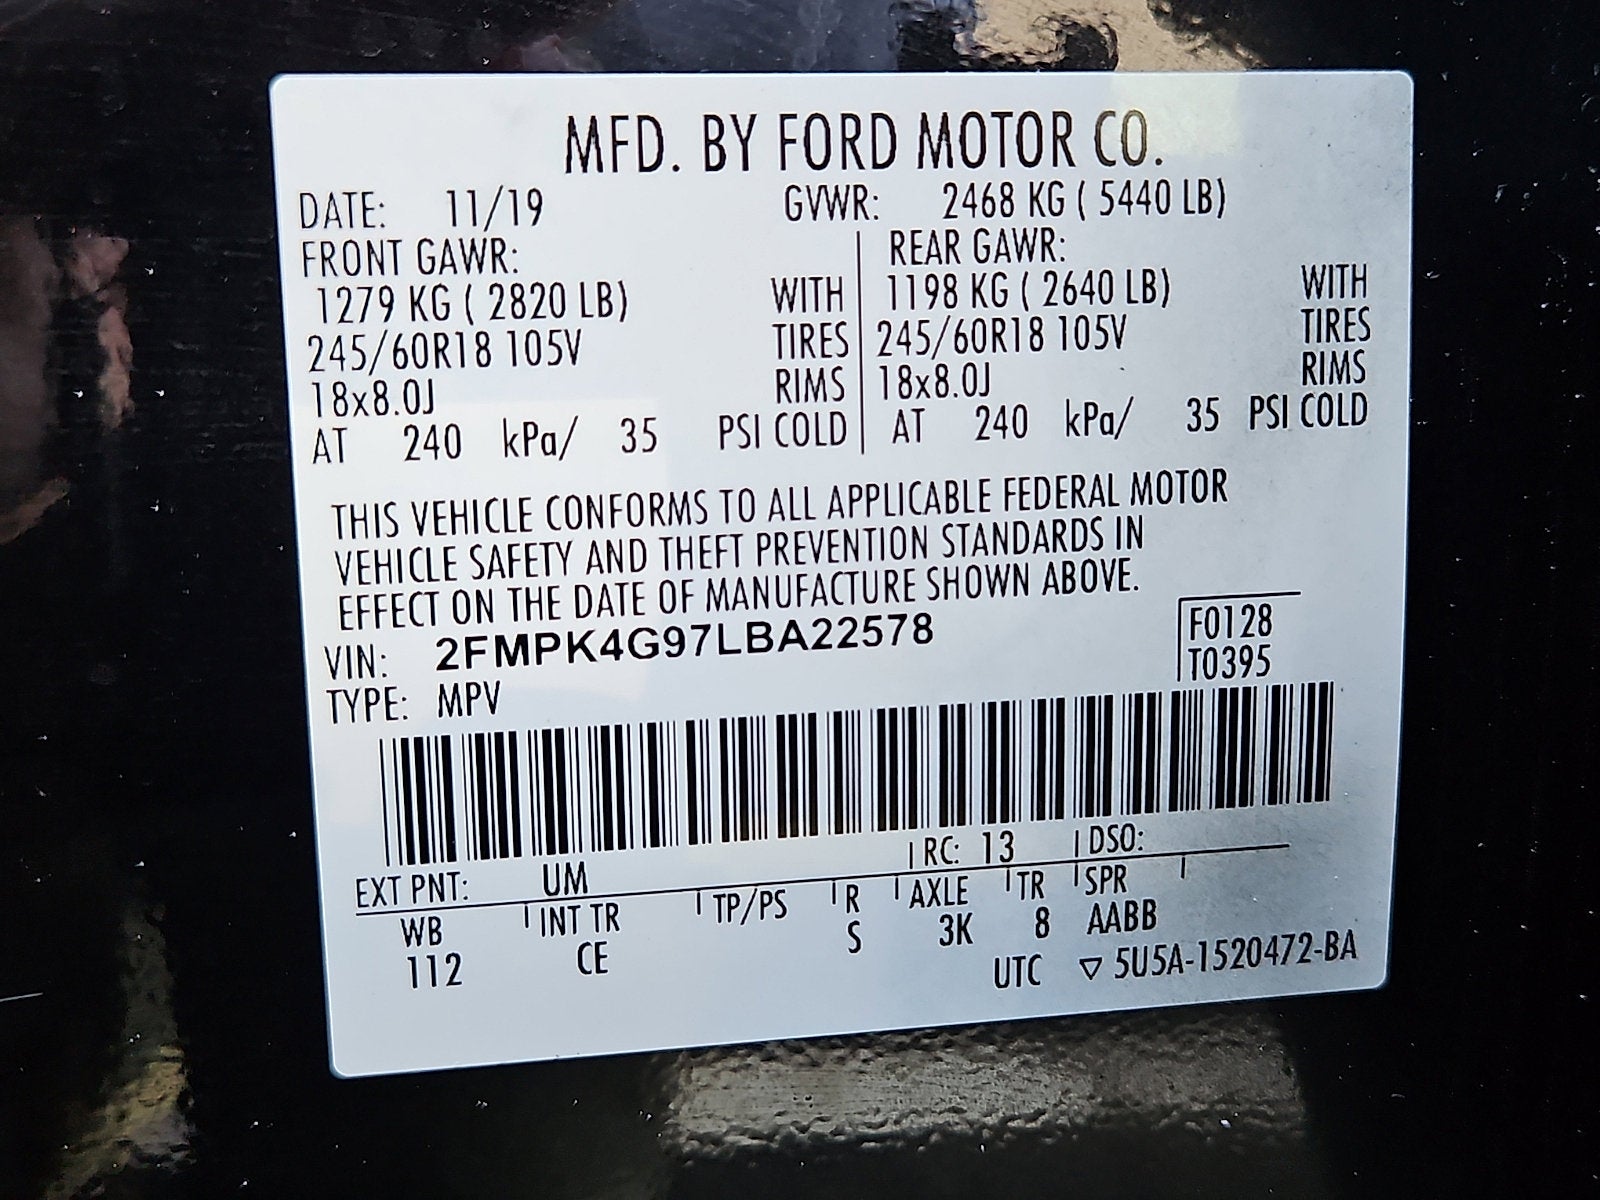 MFD. BY FORD MOTOR CO.
DATE: 11/19 GVWR: 2468 KG ( 5440 LB)
FRONT GAWR: REAR GAWR:
1279 KG ( 2820 LB) WITH 1198 KG ( 2640 LB) WITH
245/60R18 105V TIRES 245/60R18 105V TIRES
18x8.0J RIMS 18x8.0J RIMS
AT 240 kPa/ 35 PSI COLD AT 240 kPa/ 35 PSI COLD
THIS VEHICLE CONFORMS TO ALL APPLICABLE FEDERAL MOTOR
VEHICLE SAFETY AND THEFT PREVENTION STANDARDS IN
EFFECT ON THE DATE OF MANUFACTURE SHOWN ABOVE.
VIN: 2FMPK4G97LBA22578 F0128
TYPE: MPV T0395
EXT PNT: UM RC: 13 DSO:
WB INT TR TP/PS R AXLE TR SPR
112 CE S 3K 8 AABB
UTC ▽ 5U5A-1520472-BA